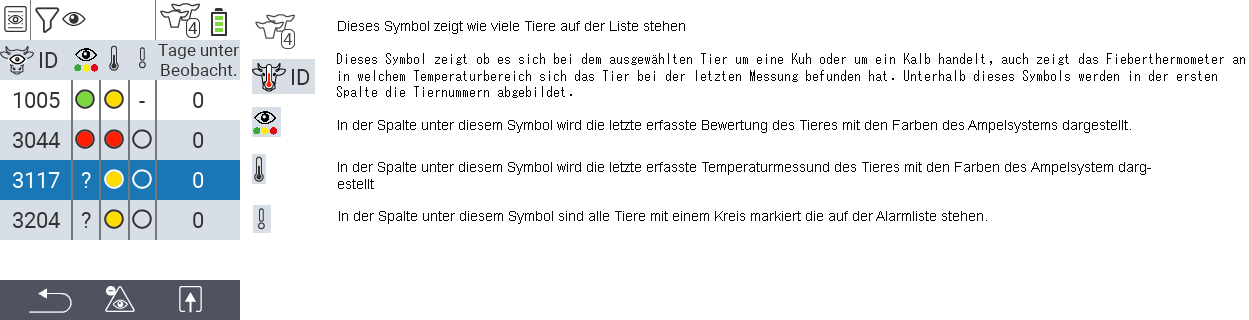 4
Tage unter
ID
Beobacht.
1005 - 0
3044 0
3117 ? 0
3204 ? 0
4
Dieses Symbol zeigt wie viele Tiere auf der Liste stehen
ID
Dieses Symbol zeigt ob es sich bei dem ausgewählten Tier um eine Kuh oder um ein Kalb handelt, auch zeigt das Fieberthermometer an
in welchem Temperaturbereich sich das Tier bei der letzten Messung befunden hat. Unterhalb dieses Symbols werden in der ersten
Spalte die Tiernummern abgebildet.
In der Spalte unter diesem Symbol wird die letzte erfasste Bewertung des Tieres mit den Farben des Ampelsystems dargestellt.
In der Spalte unter diesem Symbol wird die letzte erfasste Temperaturmessund des Tieres mit den Farben des Ampelsystem darg-
estellt
In der Spalte unter diesem Symbol sind alle Tiere mit einem Kreis markiert die auf der Alarmliste stehen.